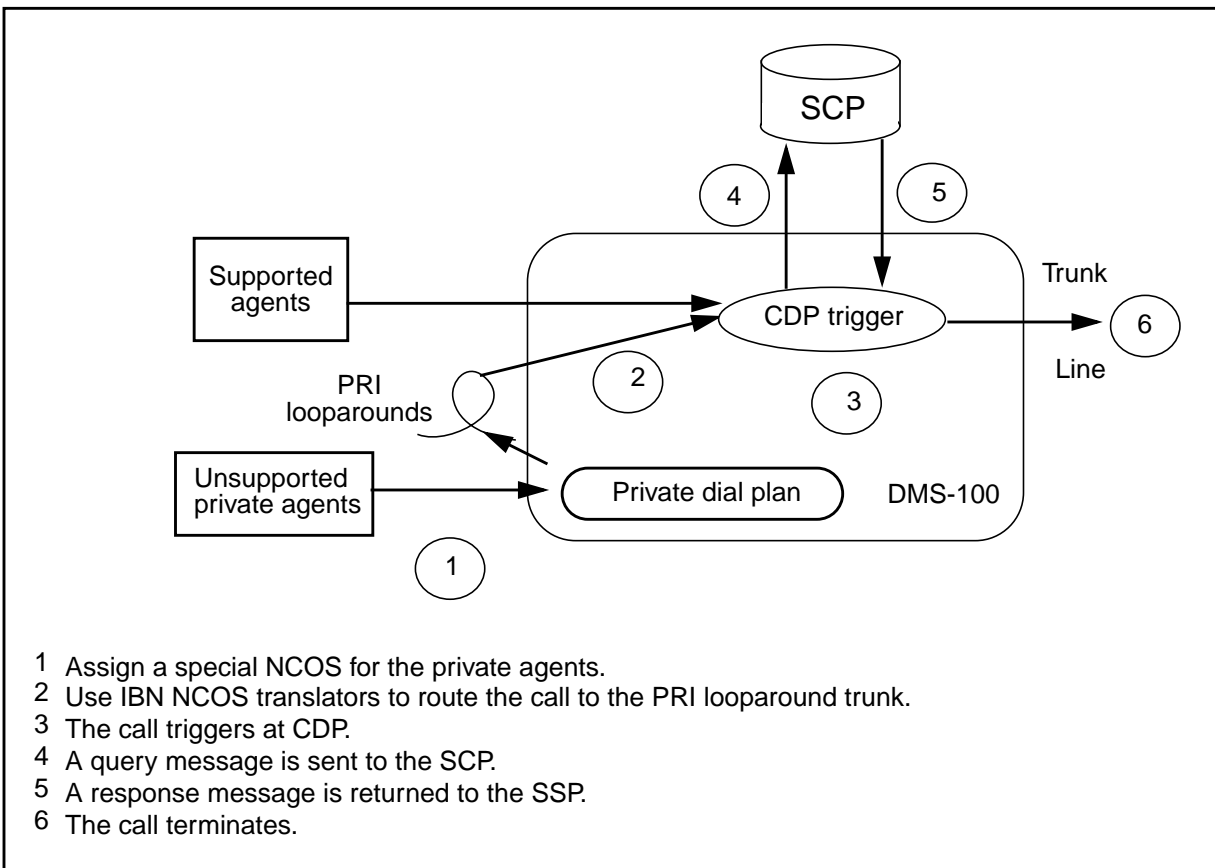 SCP
4
5
Supported
agents
Trunk
CDP trigger
6
2
Line
PRI
looparounds
3
Unsupported
private agents
Private dial plan
DMS-100
1
1 Assign a special NCOS for the private agents.
2 Use IBN NCOS translators to route the call to the PRI looparound trunk.
3 The call triggers at CDP.
4 A query message is sent to the SCP.
5 A response message is returned to the SSP.
6 The call terminates.